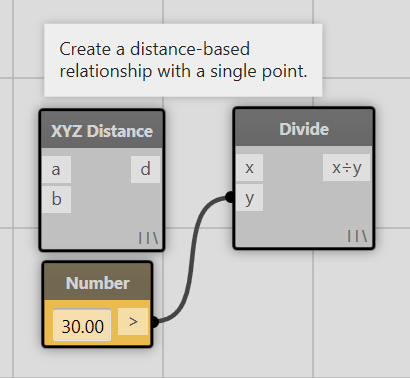 Create a distance-based
relationship with a single point.
XYZ Distance
a d
b
|||\
Divide
x x÷y
y
||\
Number
30.00 >